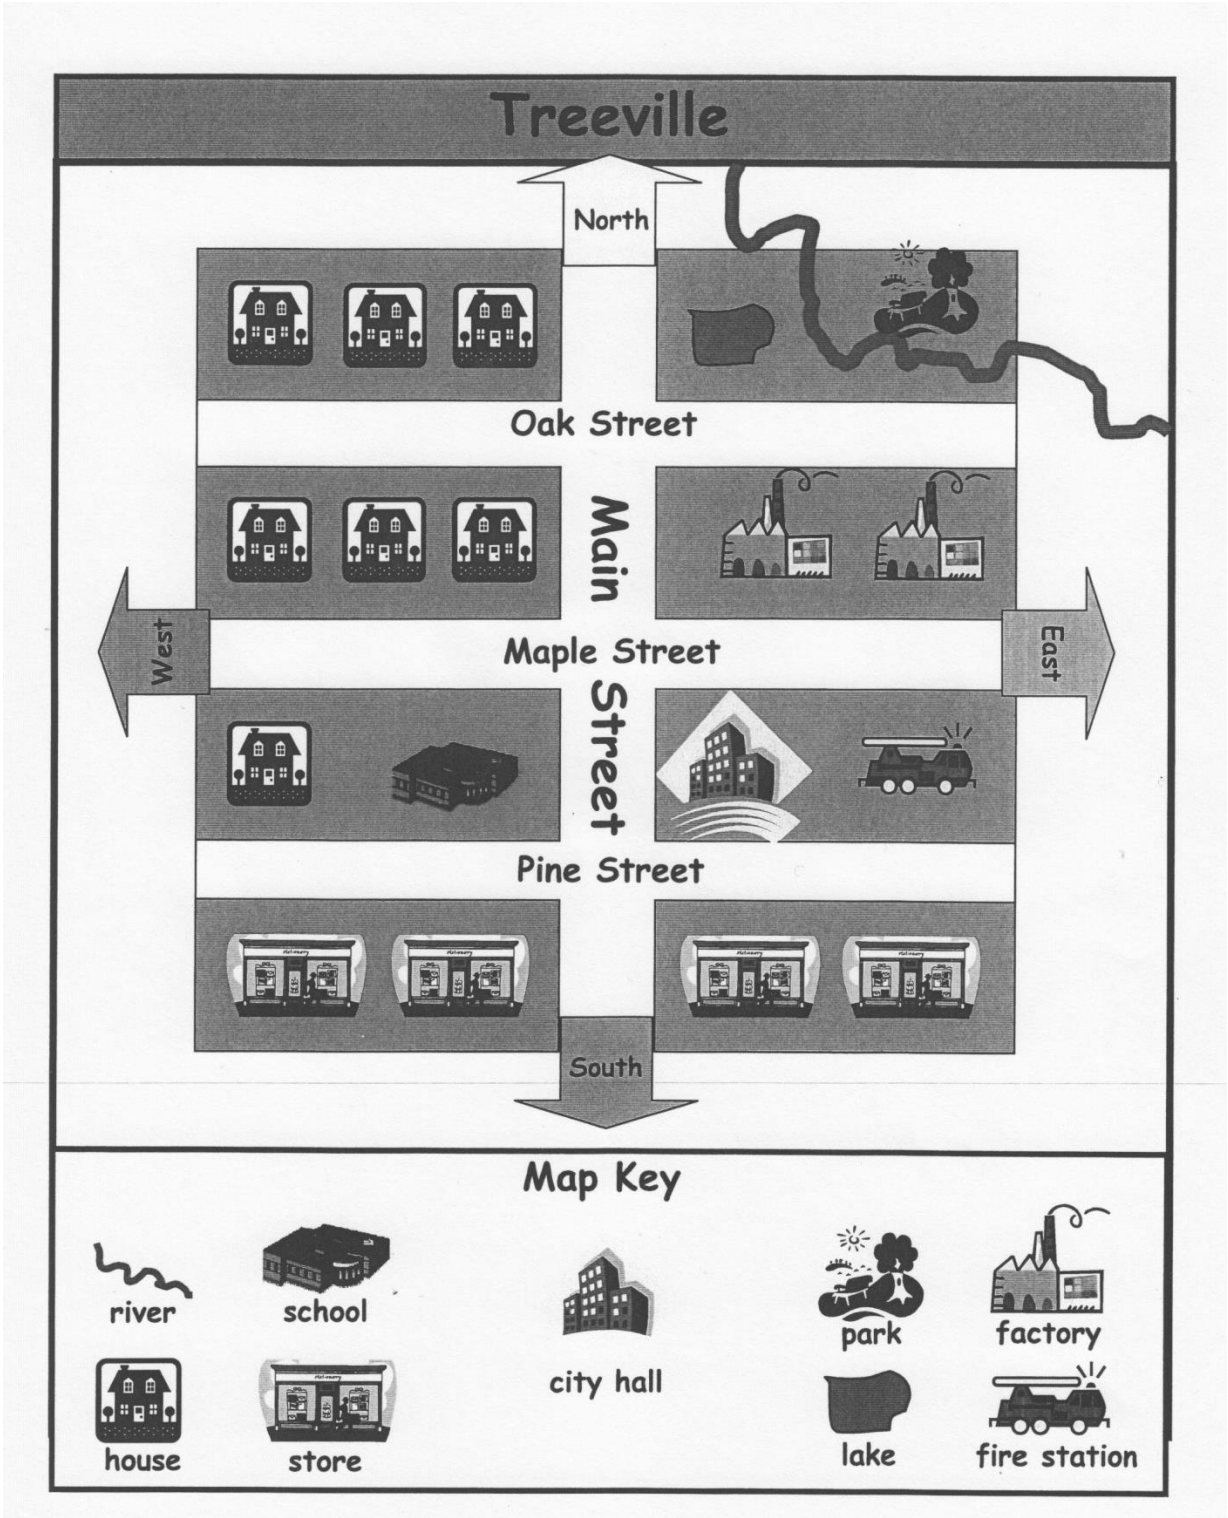 Treeville
North
Oak Street
Main Street
West
Maple Street
East
Pine Street
South
Map Key
river
school
city hall
park
factory
house
store
lake
fire station